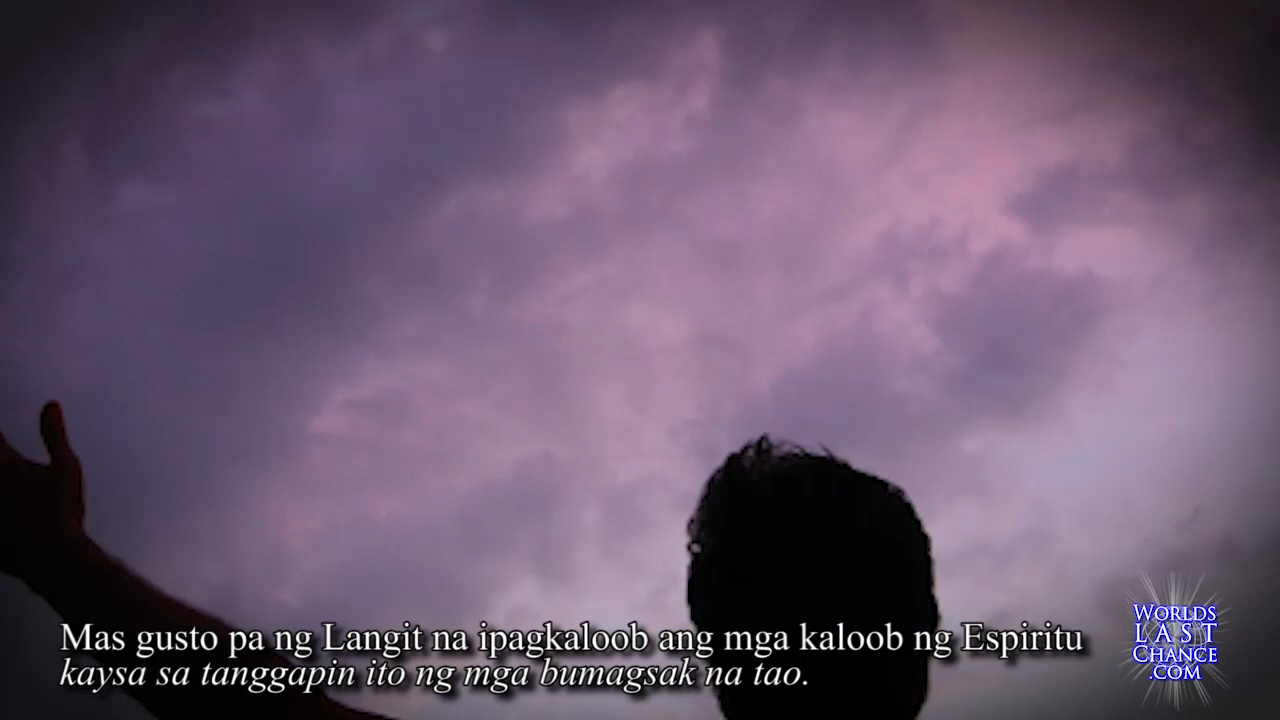 Mas gusto pa ng Langit na ipagkaloob ang mga kaloob ng Espiritu
kaysa sa tanggapin ito ng mga bumagsak na tao.
WORLDS
LAST
CHANCE
.COM